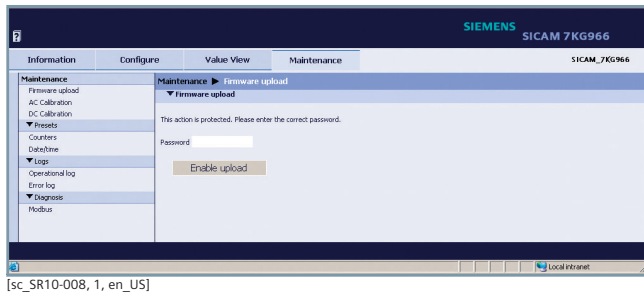 SIEMENS
SICAM 7KG966
?
Information Configure Value View Maintenance SICAM_7KG966
Maintenance
Firmware upload
AC Calibration
DC Calibration
▼ Presets
Counters
Date/time
▼ Logs
Operational log
Error log
▼ Diagnosis
Modbus
Maintenance ▶ Firmware upload
▼ Firmware upload
This action is protected. Please enter the correct password.
Password
Enable upload
Local intranet
[sc_SR10-008, 1, en_US]